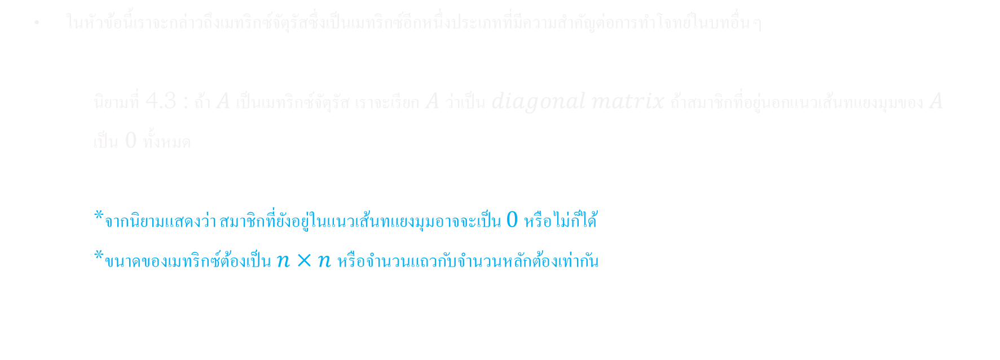 • ในหัวข้อนี้เราจะกล่าวถึงเมทริกซ์จัตุรัสซึ่งเป็นเมทริกซ์อีกหนึ่งประเภทที่มีความสำคัญต่อการทำโจทย์ในบทอื่น ๆ
นิยามที่ 4.3 : ถ้า A เป็นเมทริกซ์จัตุรัส เราจะเรียก A ว่าเป็น diagonal matrix ถ้าสมาชิกที่อยู่นอกแนวเส้นทแยงมุมของ A
เป็น 0 ทั้งหมด
*จากนิยามแสดงว่า สมาชิกที่ยังอยู่ในแนวเส้นทแยงมุมอาจจะเป็น 0 หรือไม่ก็ได้
*ขนาดของเมทริกซ์ต้องเป็น n × n หรือจำนวนแถวกับจำนวนหลักต้องเท่ากัน